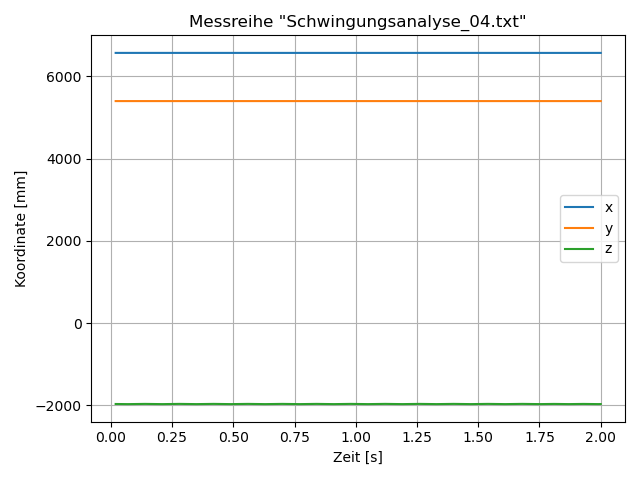 Messreihe "Schwingungsanalyse_04.txt"
6000
4000
2000
0
−2000
Koordinate [mm]
x
y
z
0.00 0.25 0.50 0.75 1.00 1.25 1.50 1.75 2.00
Zeit [s]